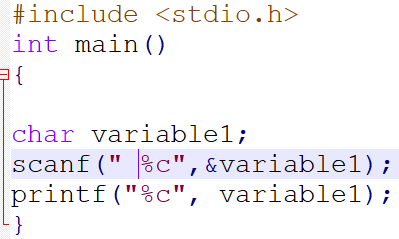 #include <stdio.h>
int main()
{
char variable1;
scanf(" %c",&variable1);
printf("%c", variable1);
}